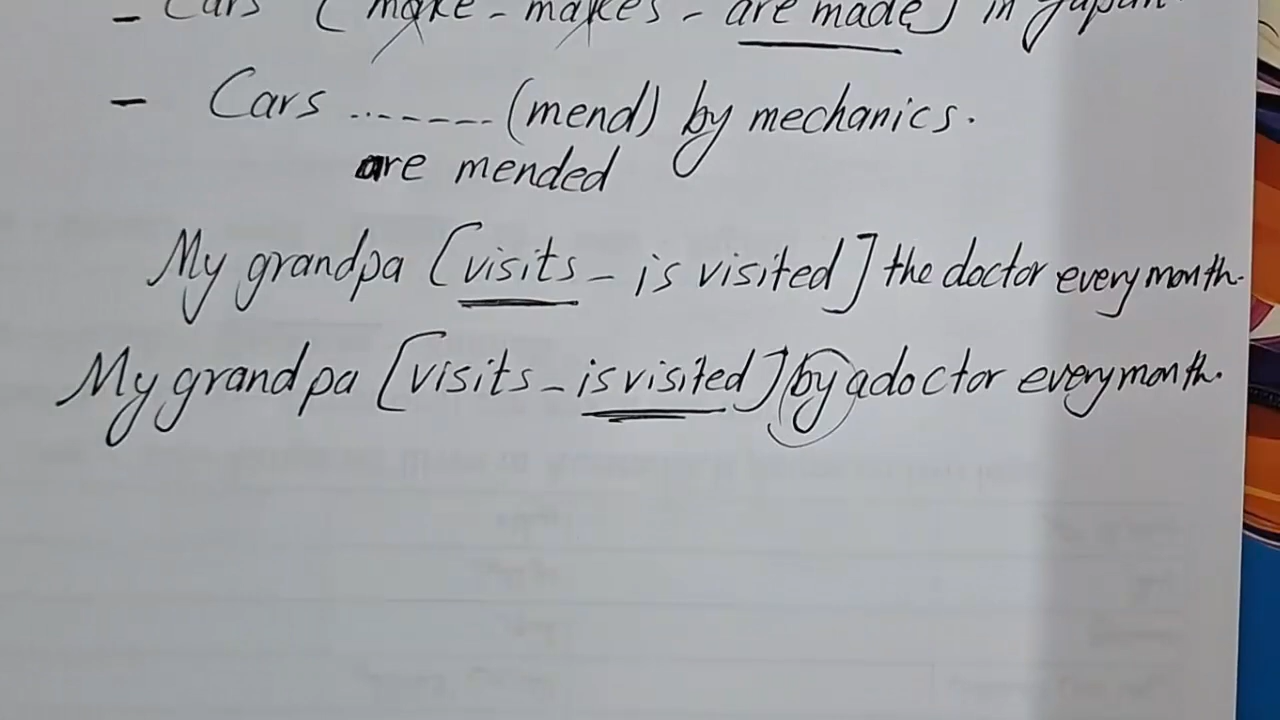 - Cars [make - makes - are made] in Japan.
- Cars ........ (mend) by mechanics.
are mended
My grandpa [visits - is visited] the doctor every month.
My grandpa [visits - is visited] by a doctor every month.